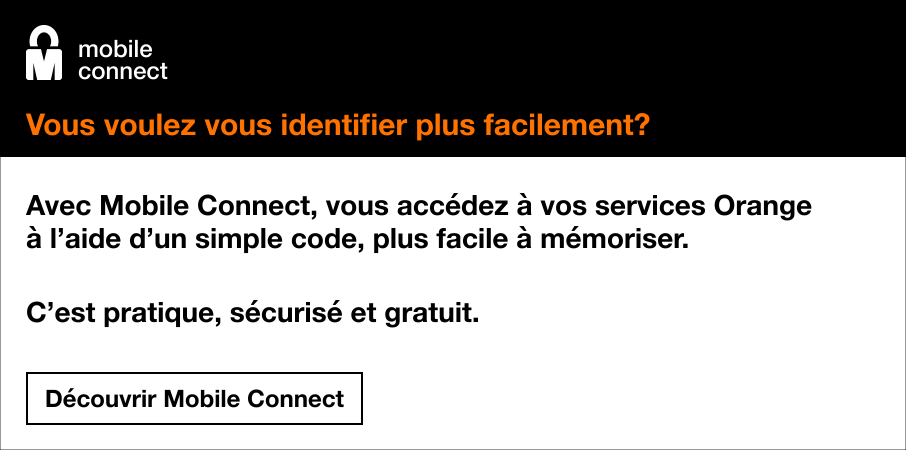 mobile
connect
Vous voulez vous identifier plus facilement?
Avec Mobile Connect, vous accédez à vos services Orange
à l’aide d’un simple code, plus facile à mémoriser.
C’est pratique, sécurisé et gratuit.
Découvrir Mobile Connect